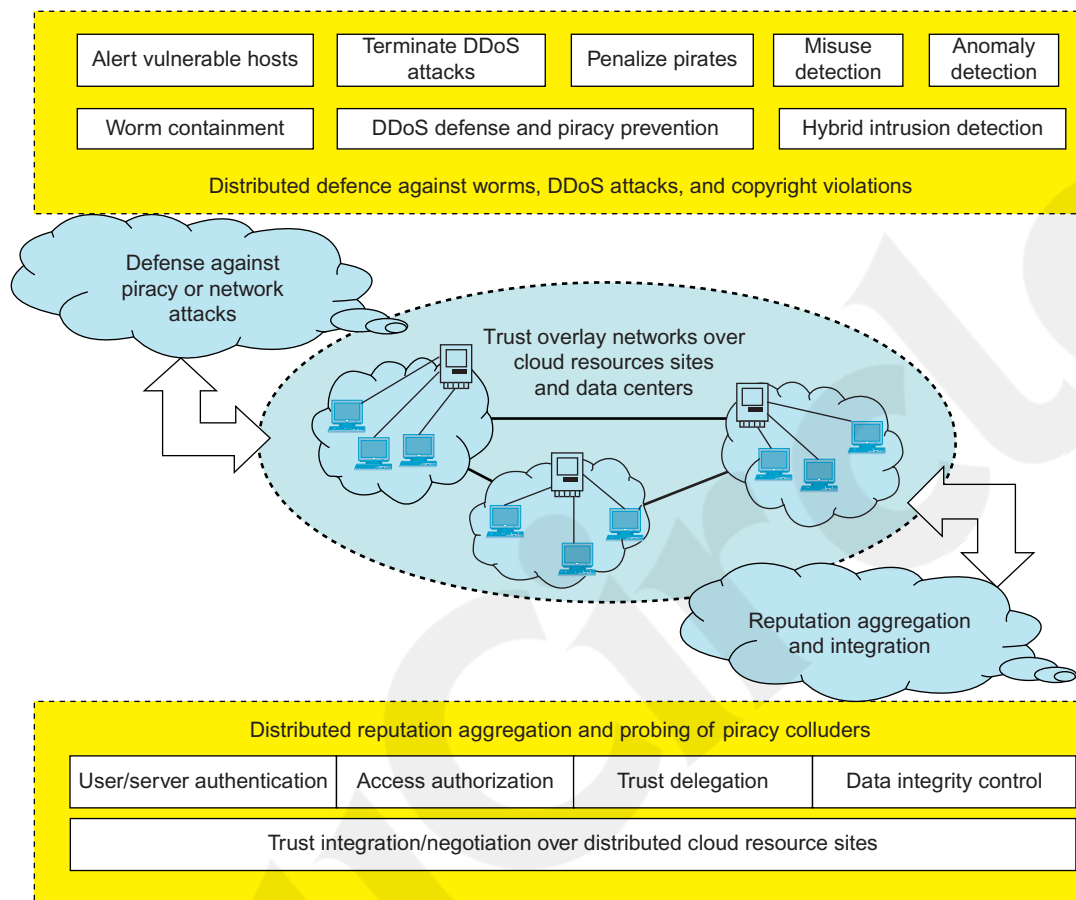 Alert vulnerable hosts
Terminate DDoS
attacks
Penalize pirates
Misuse
detection
Anomaly
detection
Worm containment
DDoS defense and piracy prevention
Hybrid intrusion detection
Distributed defence against worms, DDoS attacks, and copyright violations
Defense against
piracy or network
attacks
Trust overlay networks over
cloud resources sites
and data centers
Reputation aggregation
and integration
Distributed reputation aggregation and probing of piracy colluders
User/server authentication
Access authorization
Trust delegation
Data integrity control
Trust integration/negotiation over distributed cloud resource sites